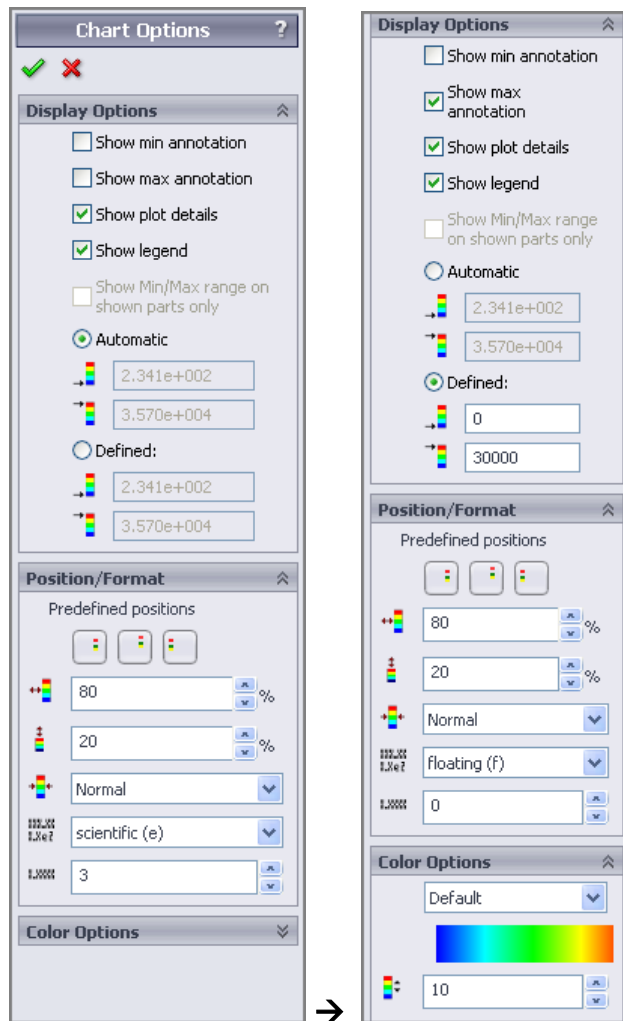 Chart Options ?
Display Options
Show min annotation
Show max annotation
Show plot details
Show legend
Show Min/Max range on
shown parts only
Automatic
2.341e+002
3.570e+004
Defined:
2.341e+002
3.570e+004
Position/Format
Predefined positions
80 %
20 %
Normal
scientific (e)
3
Color Options
→
Display Options
Show min annotation
Show max
annotation
Show plot details
Show legend
Show Min/Max range
on shown parts only
Automatic
2.341e+002
3.570e+004
Defined:
0
30000
Position/Format
Predefined positions
80 %
20 %
Normal
floating (f)
0
Color Options
Default
10